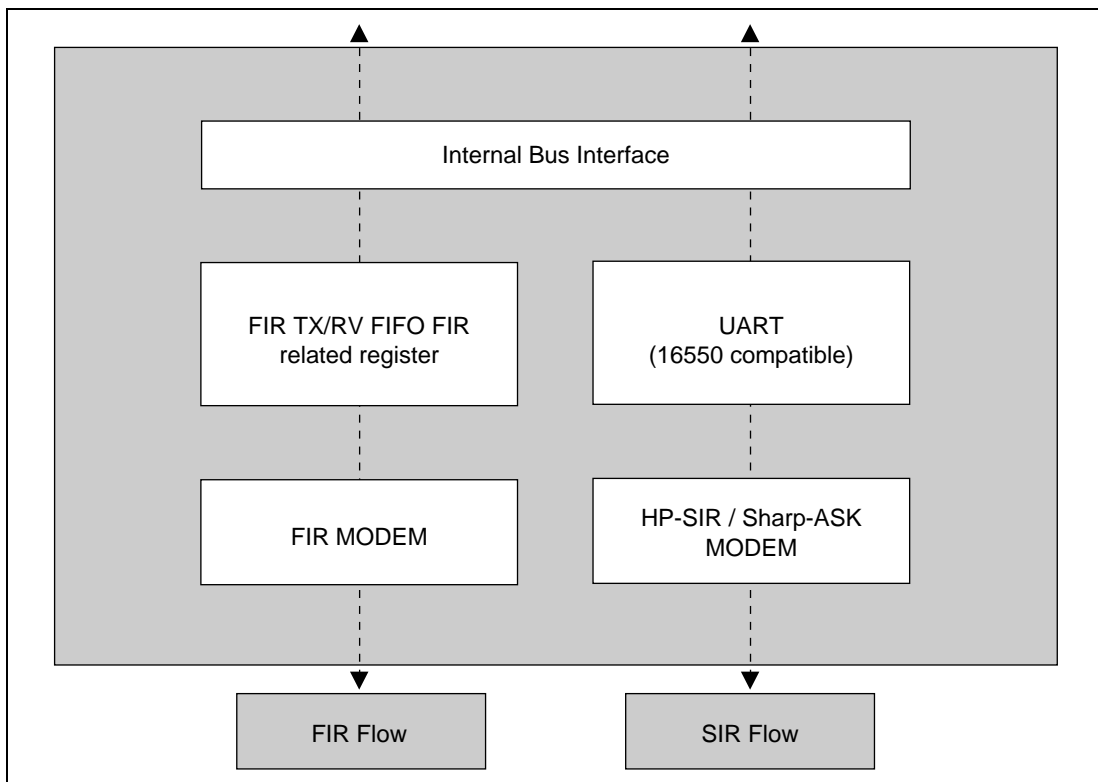 Internal Bus Interface
FIR TX/RV FIFO FIR
related register
UART
(16550 compatible)
FIR MODEM
HP-SIR / Sharp-ASK
MODEM
FIR Flow
SIR Flow